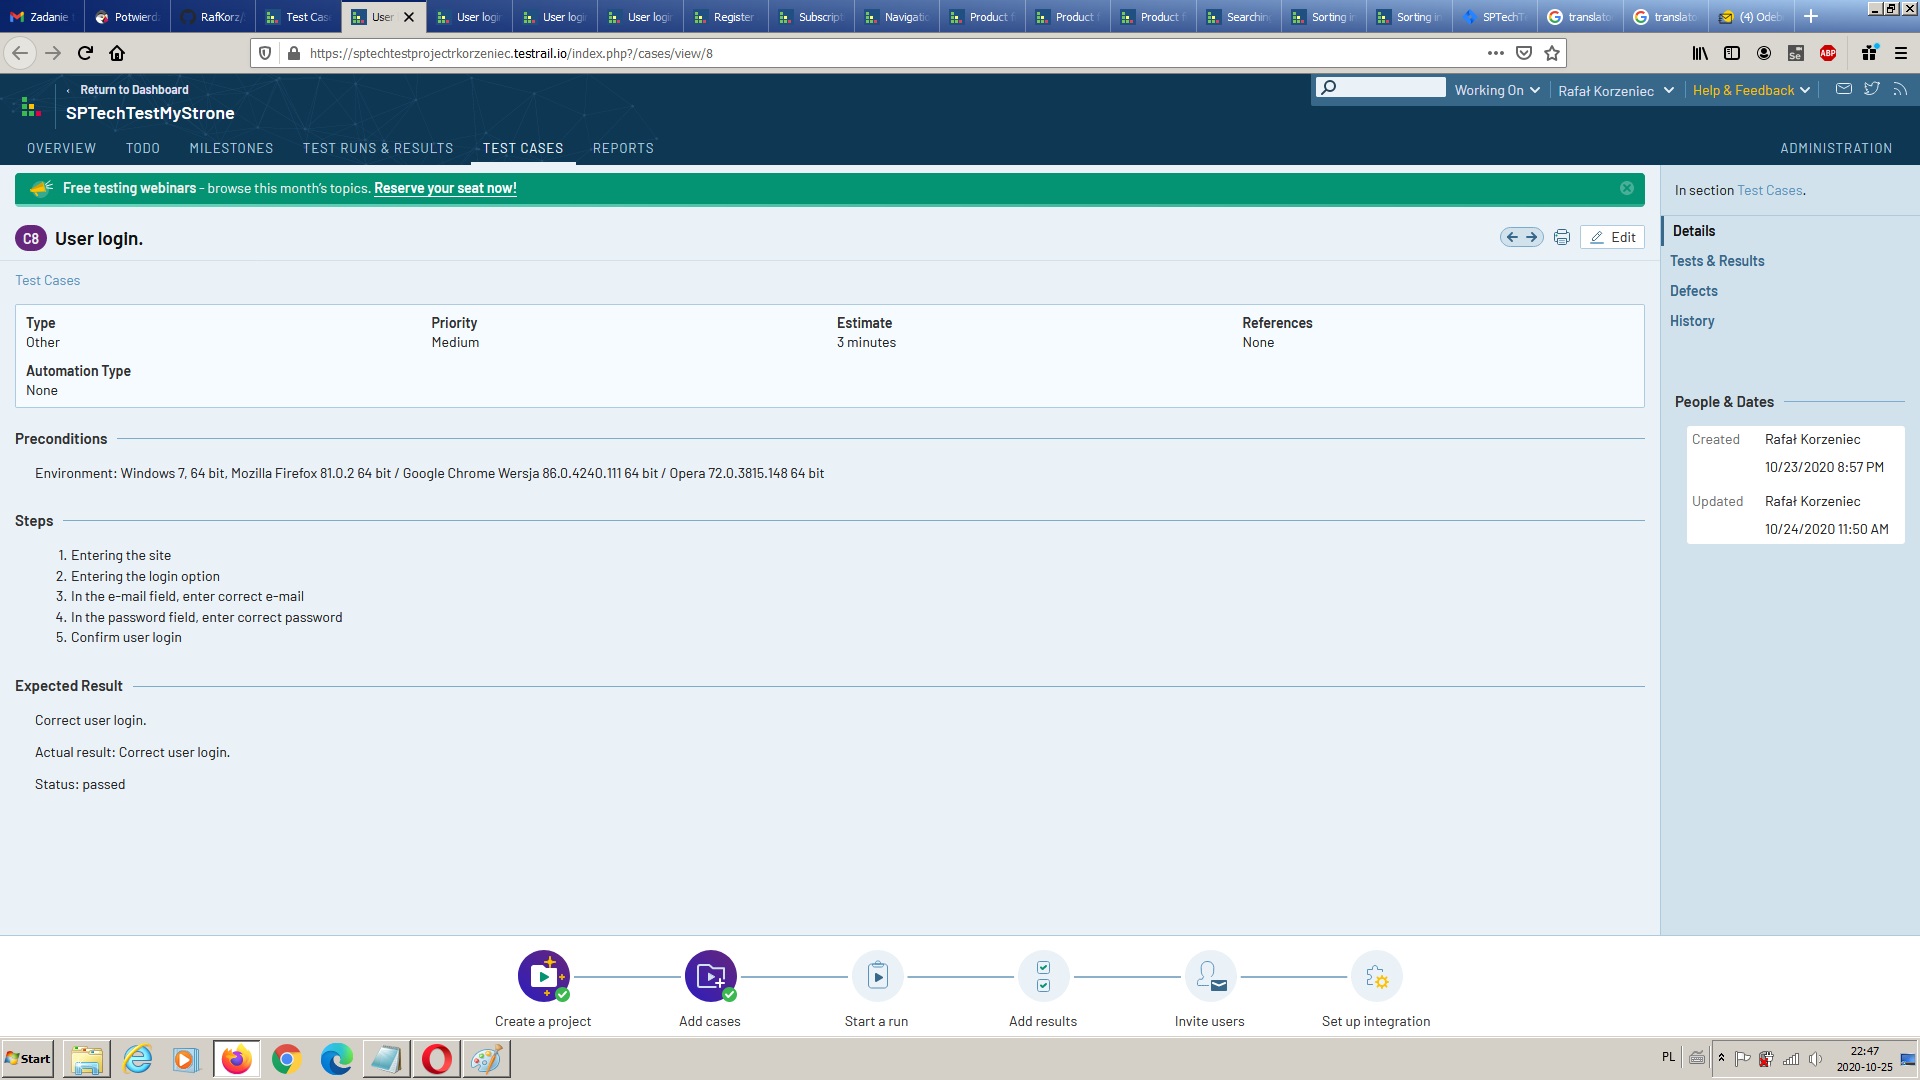 Zadanie
Potwierd
RafKorz/
Test Cas
User
User logi
User logi
User logi
Register
Subscript
Navigatio
Product f
Product f
Product f
Searchin
Sorting i
Sorting i
SPTechT
translato
translato
(4) Odeb
https://sptechtestprojectrkorzeniec.testrail.io/index.php?/cases/view/8
ABP
Return to Dashboard
SPTechTestMyStrone
Working On
Rafał Korzeniec
Help & Feedback
OVERVIEW TODO MILESTONES TEST RUNS & RESULTS TEST CASES REPORTS ADMINISTRATION
Free testing webinars - browse this month's topics. Reserve your seat now!
In section Test Cases.
C8 User login.
Edit
Details
Tests & Results
Defects
History
Test Cases
Type Priority Estimate References
Other Medium 3 minutes None
Automation Type
None
People & Dates
Created Rafał Korzeniec
10/23/2020 8:57 PM
Updated Rafał Korzeniec
10/24/2020 11:50 AM
Preconditions
Environment: Windows 7, 64 bit, Mozilla Firefox 81.0.2 64 bit / Google Chrome Wersja 86.0.4240.111 64 bit / Opera 72.0.3815.148 64 bit
Steps
1. Entering the site
2. Entering the login option
3. In the e-mail field, enter correct e-mail
4. In the password field, enter correct password
5. Confirm user login
Expected Result
Correct user login.
Actual result: Correct user login.
Status: passed
Create a project
Add cases
Start a run
Add results
Invite users
Set up integration
Start
PL
22:47
2020-10-25